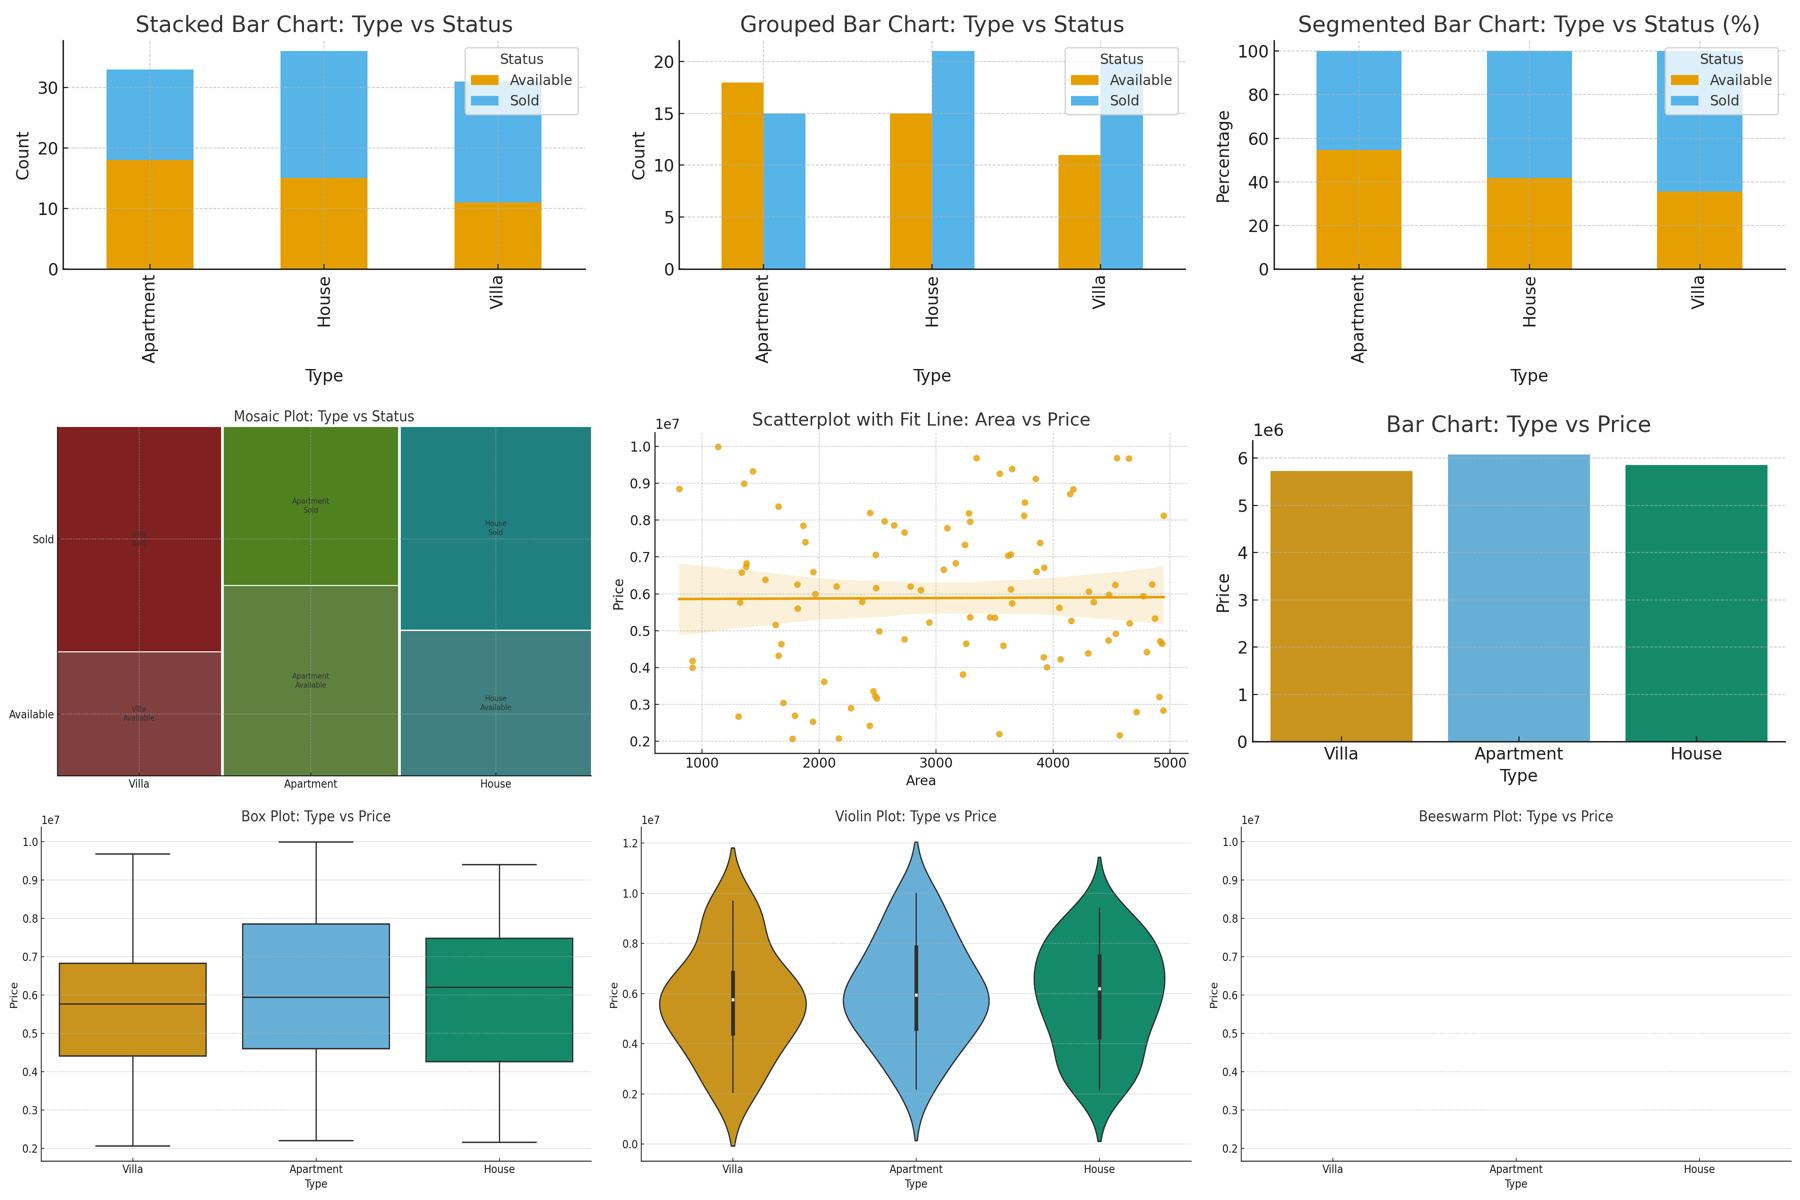 Stacked Bar Chart: Type vs Status
Count
30
20
10
0
Status
Available
Sold
Apartment
House
Villa
Type
Grouped Bar Chart: Type vs Status
Count
20
15
10
5
0
Status
Available
Sold
Apartment
House
Villa
Type
Segmented Bar Chart: Type vs Status (%)
Percentage
100
80
60
40
20
0
Status
Available
Sold
Apartment
House
Villa
Type
Mosaic Plot: Type vs Status
Sold
Available
Apartment
Sold
House
Sold
Villa
Available
Apartment
Available
House
Available
Villa
Apartment
House
Scatterplot with Fit Line: Area vs Price
1e7
Price
1.0
0.9
0.8
0.7
0.6
0.5
0.4
0.3
0.2
1000
2000
3000
4000
5000
Area
Bar Chart: Type vs Price
1e6
Price
6
5
4
3
2
1
0
Villa
Apartment
House
Type
Box Plot: Type vs Price
1e7
Price
1.0
0.9
0.8
0.7
0.6
0.5
0.4
0.3
0.2
Villa
Apartment
House
Type
Violin Plot: Type vs Price
1e7
Price
1.2
1.0
0.8
0.6
0.4
0.2
0.0
Villa
Apartment
House
Type
Beeswarm Plot: Type vs Price
1e7
Price
1.0
0.9
0.8
0.7
0.6
0.5
0.4
0.3
0.2
Villa
Apartment
House
Type